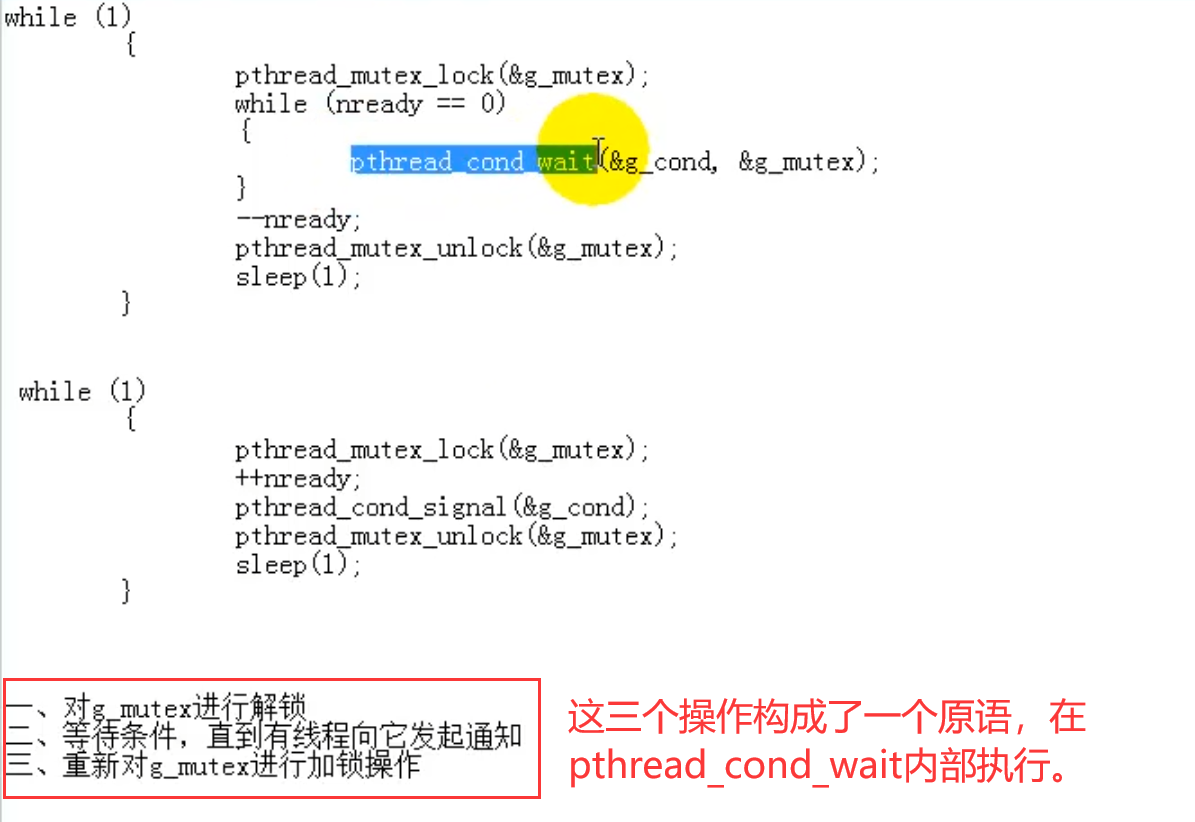 while (1)
{
pthread_mutex_lock(&g_mutex);
while (nready == 0)
{
pthread_cond_wait(&g_cond, &g_mutex);
}
--nready;
pthread_mutex_unlock(&g_mutex);
sleep(1);
}
while (1)
{
pthread_mutex_lock(&g_mutex);
++nready;
pthread_cond_signal(&g_cond);
pthread_mutex_unlock(&g_mutex);
sleep(1);
}
一、对g_mutex进行解锁
二、等待条件，直到有线程向它发起通知
三、重新对g_mutex进行加锁操作
这三个操作构成了一个原语，在
pthread_cond_wait内部执行。